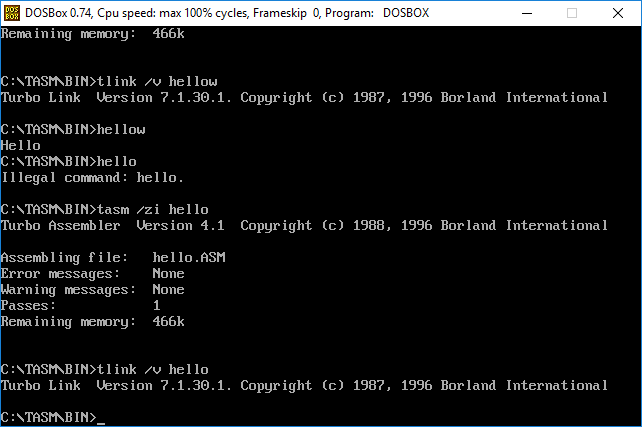 DOS BOX DOSBox 0.74, Cpu speed: max 100% cycles, Frameskip 0, Program: DOSBOX
Remaining memory: 466k
C:\TASM\BIN>tlink /v hellow
Turbo Link Version 7.1.30.1. Copyright (c) 1987, 1996 Borland International
C:\TASM\BIN>hellow
Hello
C:\TASM\BIN>hello
Illegal command: hello.
C:\TASM\BIN>tasm /zi hello
Turbo Assembler Version 4.1 Copyright (c) 1988, 1996 Borland International
Assembling file: hello.ASM
Error messages: None
Warning messages: None
Passes: 1
Remaining memory: 466k
C:\TASM\BIN>tlink /v hello
Turbo Link Version 7.1.30.1. Copyright (c) 1987, 1996 Borland International
C:\TASM\BIN>_